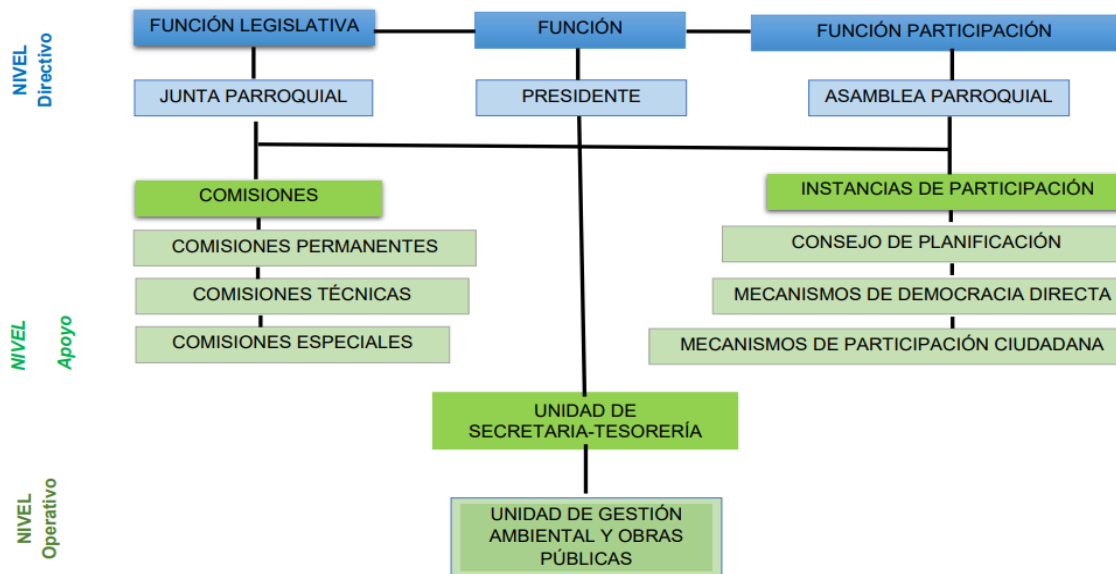 NIVEL
Directivo
FUNCIÓN LEGISLATIVA
FUNCIÓN
FUNCIÓN PARTICIPACIÓN
JUNTA PARROQUIAL
PRESIDENTE
ASAMBLEA PARROQUIAL
NIVEL
Apoyo
COMISIONES
COMISIONES PERMANENTES
COMISIONES TÉCNICAS
COMISIONES ESPECIALES
INSTANCIAS DE PARTICIPACIÓN
CONSEJO DE PLANIFICACIÓN
MECANISMOS DE DEMOCRACIA DIRECTA
MECANISMOS DE PARTICIPACIÓN CIUDADANA
UNIDAD DE
SECRETARIA-TESORERÍA
NIVEL
Operativo
UNIDAD DE GESTIÓN
AMBIENTAL Y OBRAS
PÚBLICAS